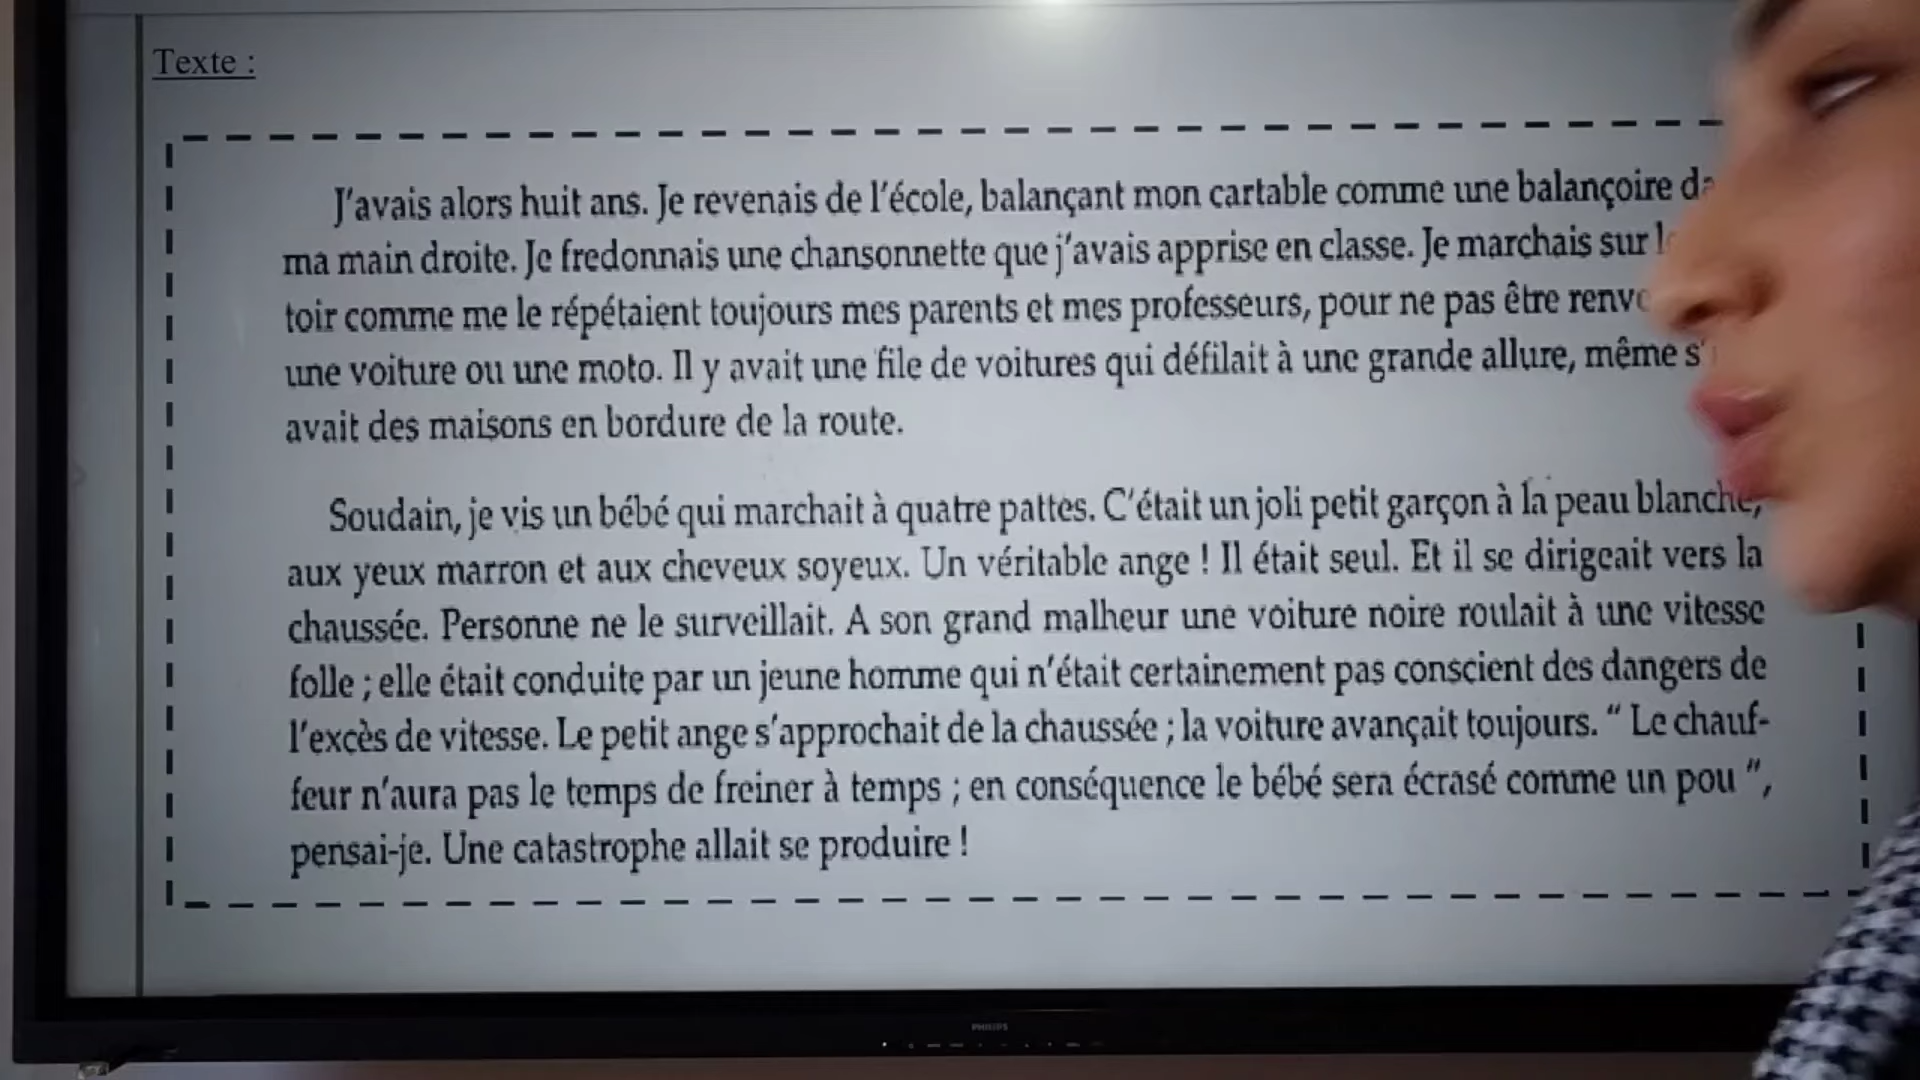 Texte :
J'avais alors huit ans. Je revenais de l'école, balançant mon cartable comme une balançoire
ma main droite. Je fredonnais une chansonnette que j'avais apprise en classe. Je marchais sur
toir comme me le répétaient toujours mes parents et mes professeurs, pour ne pas être
une voiture ou une moto. Il y avait une file de voitures qui défilait à une grande allure, même
avait des maisons en bordure de la route.
Soudain, je vis un bébé qui marchait à quatre pattes. C'était un joli petit garçon à la peau blanche,
aux yeux marron et aux cheveux soyeux. Un véritable ange ! Il était seul. Et il se dirigeait vers la
chaussée. Personne ne le surveillait. A son grand malheur une voiture noire roulait à une vitesse
folle ; elle était conduite par un jeune homme qui n'était certainement pas conscient des dangers de
l'excès de vitesse. Le petit ange s'approchait de la chaussée ; la voiture avançait toujours. “ Le chauf-
feur n'aura pas le temps de freiner à temps ; en conséquence le bébé sera écrasé comme un pou ”,
pensai-je. Une catastrophe allait se produire !
PHILIPS